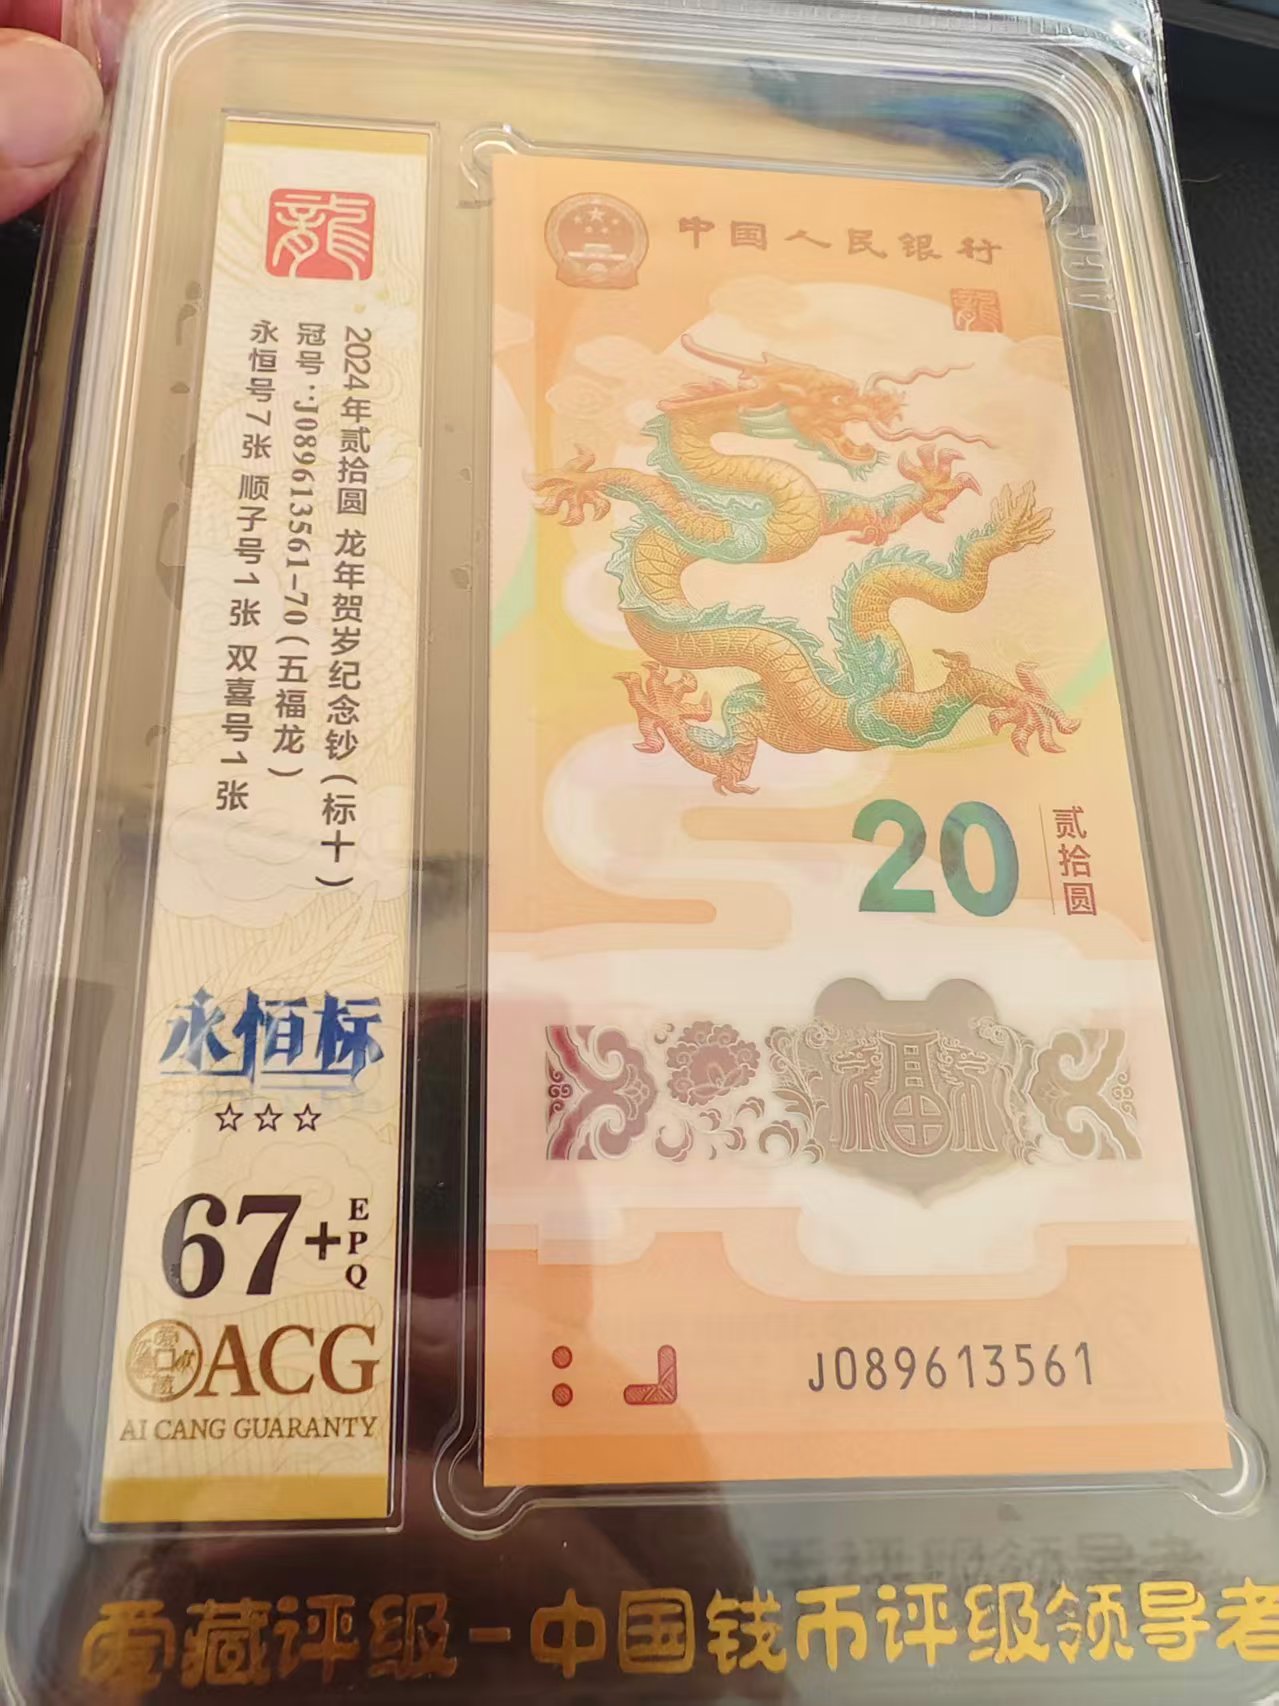 龍
2024年贰拾圆 龙年贺岁纪念钞(标十)
冠号:J089613561-70(五福龙)
永恒号7张 顺子号1张 双喜号1张
永恒标
☆☆☆
67+EPQ
ACG
AI CANG GUARANTY
中国人民银行
龍
20
贰拾圆
福
J089613561
爱藏评级-中国钱币评级领导者